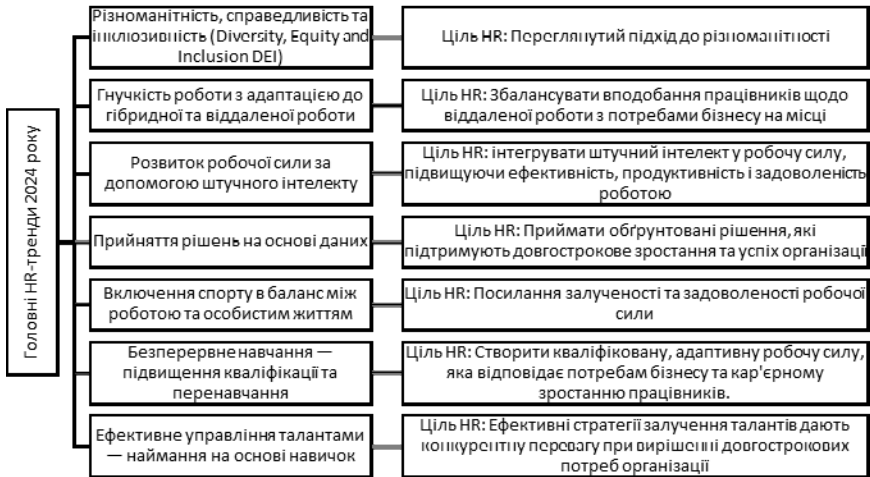 Головні HR-тренди 2024 року
Різноманітність, справедливість та
інклюзивність (Diversity, Equity and
Inclusion DEI)
Ціль HR: Переглянутий підхід до різноманітності
Гнучкість роботи з адаптацією до
гібридної та віддаленої роботи
Ціль HR: Збалансувати вподобання працівників щодо
віддаленої роботи з потребами бізнесу на місці
Розвиток робочої сили за
допомогою штучного інтелекту
Ціль HR: інтегрувати штучний інтелект у робочу силу,
підвищуючи ефективність, продуктивність і задоволеність
роботою
Прийняття рішень на основі даних
Ціль HR: Приймати обґрунтовані рішення, які
підтримують довгострокове зростання та успіх організації
Включення спорту в баланс між
роботою та особистим життям
Ціль HR: Посилання залученості та задоволеності робочої
сили
Безперервне навчання —
підвищення кваліфікації та
перенавчання
Ціль HR: Створити кваліфіковану, адаптивну робочу силу,
яка відповідає потребам бізнесу та кар'єрному
зростанню працівників.
Ефективне управління талантами
— наймання на основі навичок
Ціль HR: Ефективні стратегії залучення талантів дають
конкурентну перевагу при вирішенні довгострокових
потреб організації